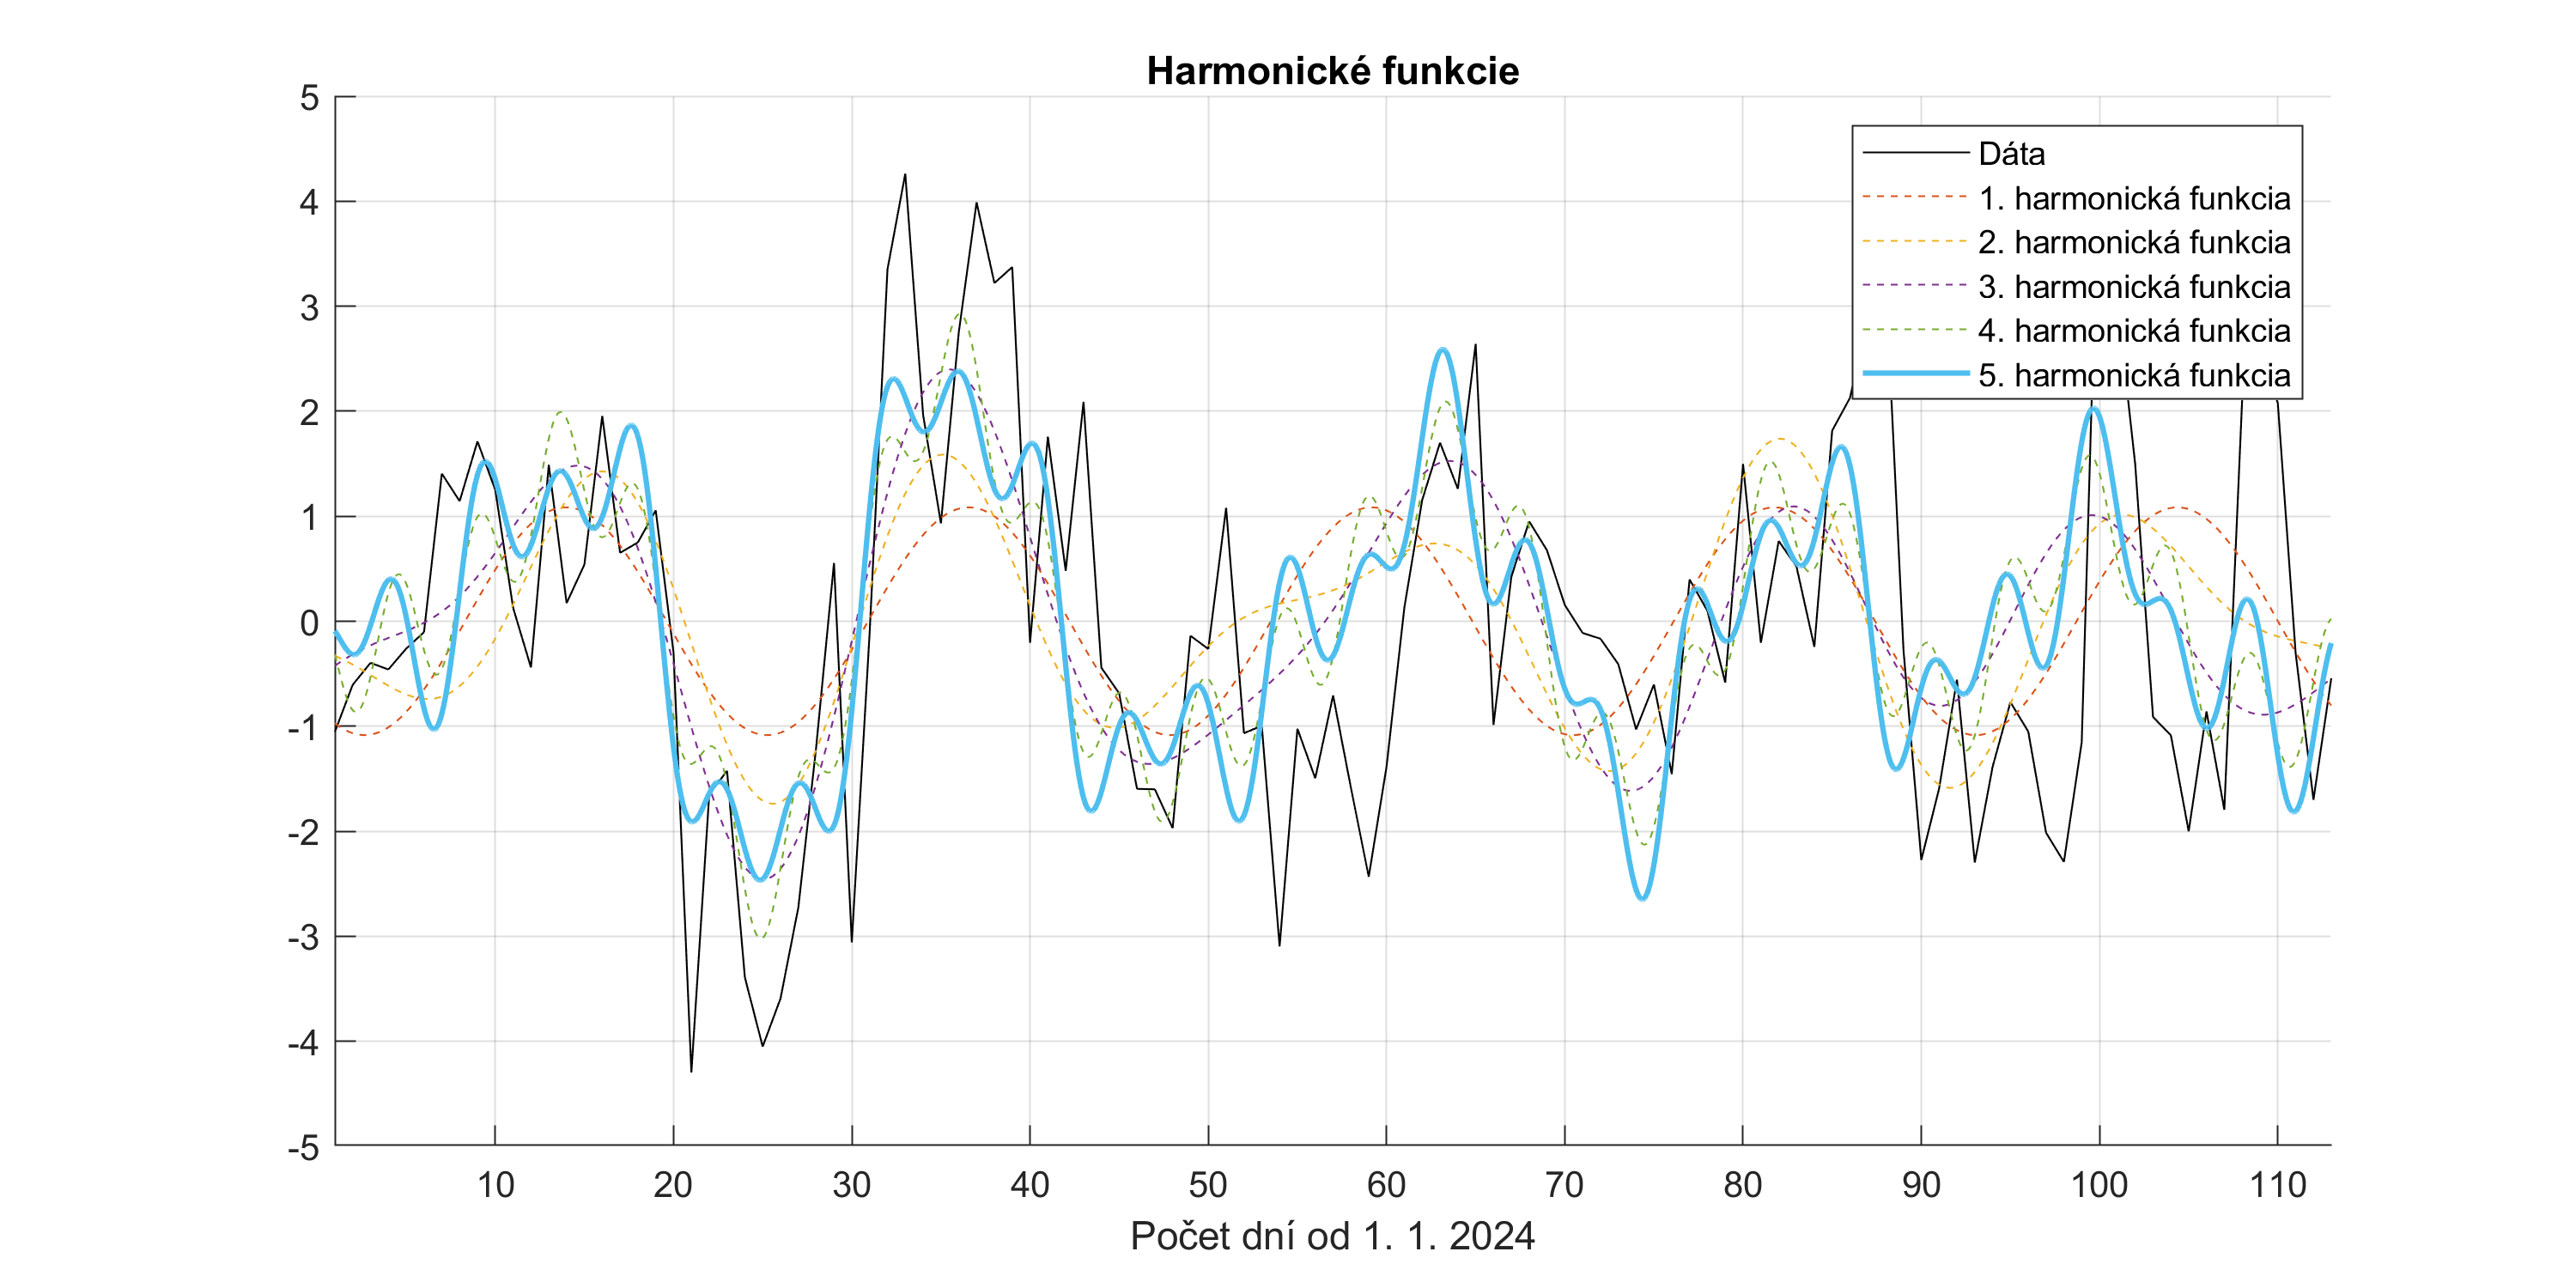 Harmonické funkcie
5
4
3
2
1
0
-1
-2
-3
-4
-5
Dáta
1. harmonická funkcia
2. harmonická funkcia
3. harmonická funkcia
4. harmonická funkcia
5. harmonická funkcia
10 20 30 40 50 60 70 80 90 100 110
Počet dní od 1. 1. 2024